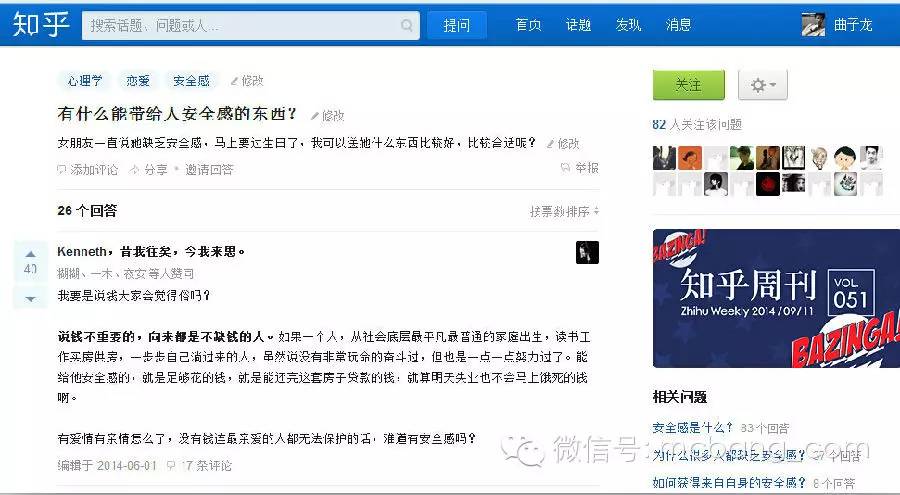 知乎 搜索话题、问题或人... 提问 首页 话题 发现 消息 曲子龙
心理学 恋爱 安全感 修改
有什么能带给人安全感的东西？ 修改
女朋友一直说她缺乏安全感，马上要过生日了，我可以送她什么东西比较好，比较合适呢？ 修改
添加评论 分享 • 邀请回答 举报
26 个回答 按票数排序
40
Kenneth，昔我往矣，今我来思。
糊糊、一木、衣安 等人赞同
我要是说钱大家会觉得俗吗？
说钱不重要的，向来都是不缺钱的人。如果一个人，从社会底层最平凡最普通的家庭出生，读书工
作买房供房，一步步自己淌过来的人，虽然说没有非常玩命的奋斗过，但也是一点一点努力过了。能
给他安全感的，就是足够花的钱，就是能还完这套房子贷款的钱，就算明天失业也不会马上饿死的钱
啊。
有爱情有亲情怎么了，没有钱连最亲爱的人都无法保护的话，难道有安全感吗？
编辑于 2014-06-01 17 条评论
关注
82 人关注该问题
BAZINGA!
知乎周刊 VOL 051
Zhihu Weekly 2014/09/11
BAZINGA!
相关问题
安全感是什么？ 83 个回答
为什么很多人都缺乏安全感？ 个回答
如何获得来自自身的安全感？ 8 个回答
微信号: